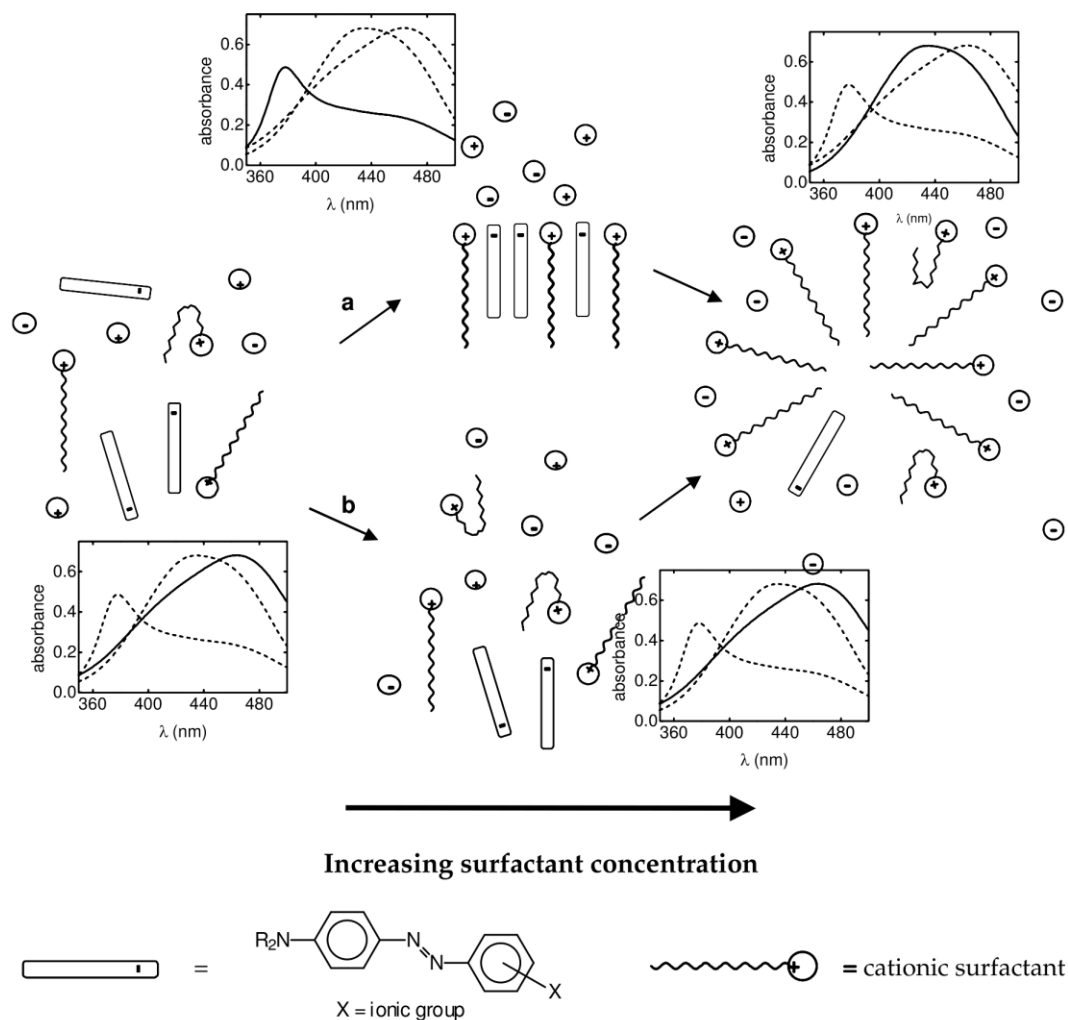 absorbance
0.6
0.4
0.2
0.0
360 400 440 480
λ (nm)
absorbance
0.6
0.4
0.2
0.0
360 400 440 480
λ (nm)
a
b
absorbance
0.6
0.4
0.2
0.0
360 400 440 480
λ (nm)
absorbance
0.6
0.4
0.2
0.0
360 400 440 480
λ (nm)
Increasing surfactant concentration
=
R₂N
N
N
X
X = ionic group
= cationic surfactant